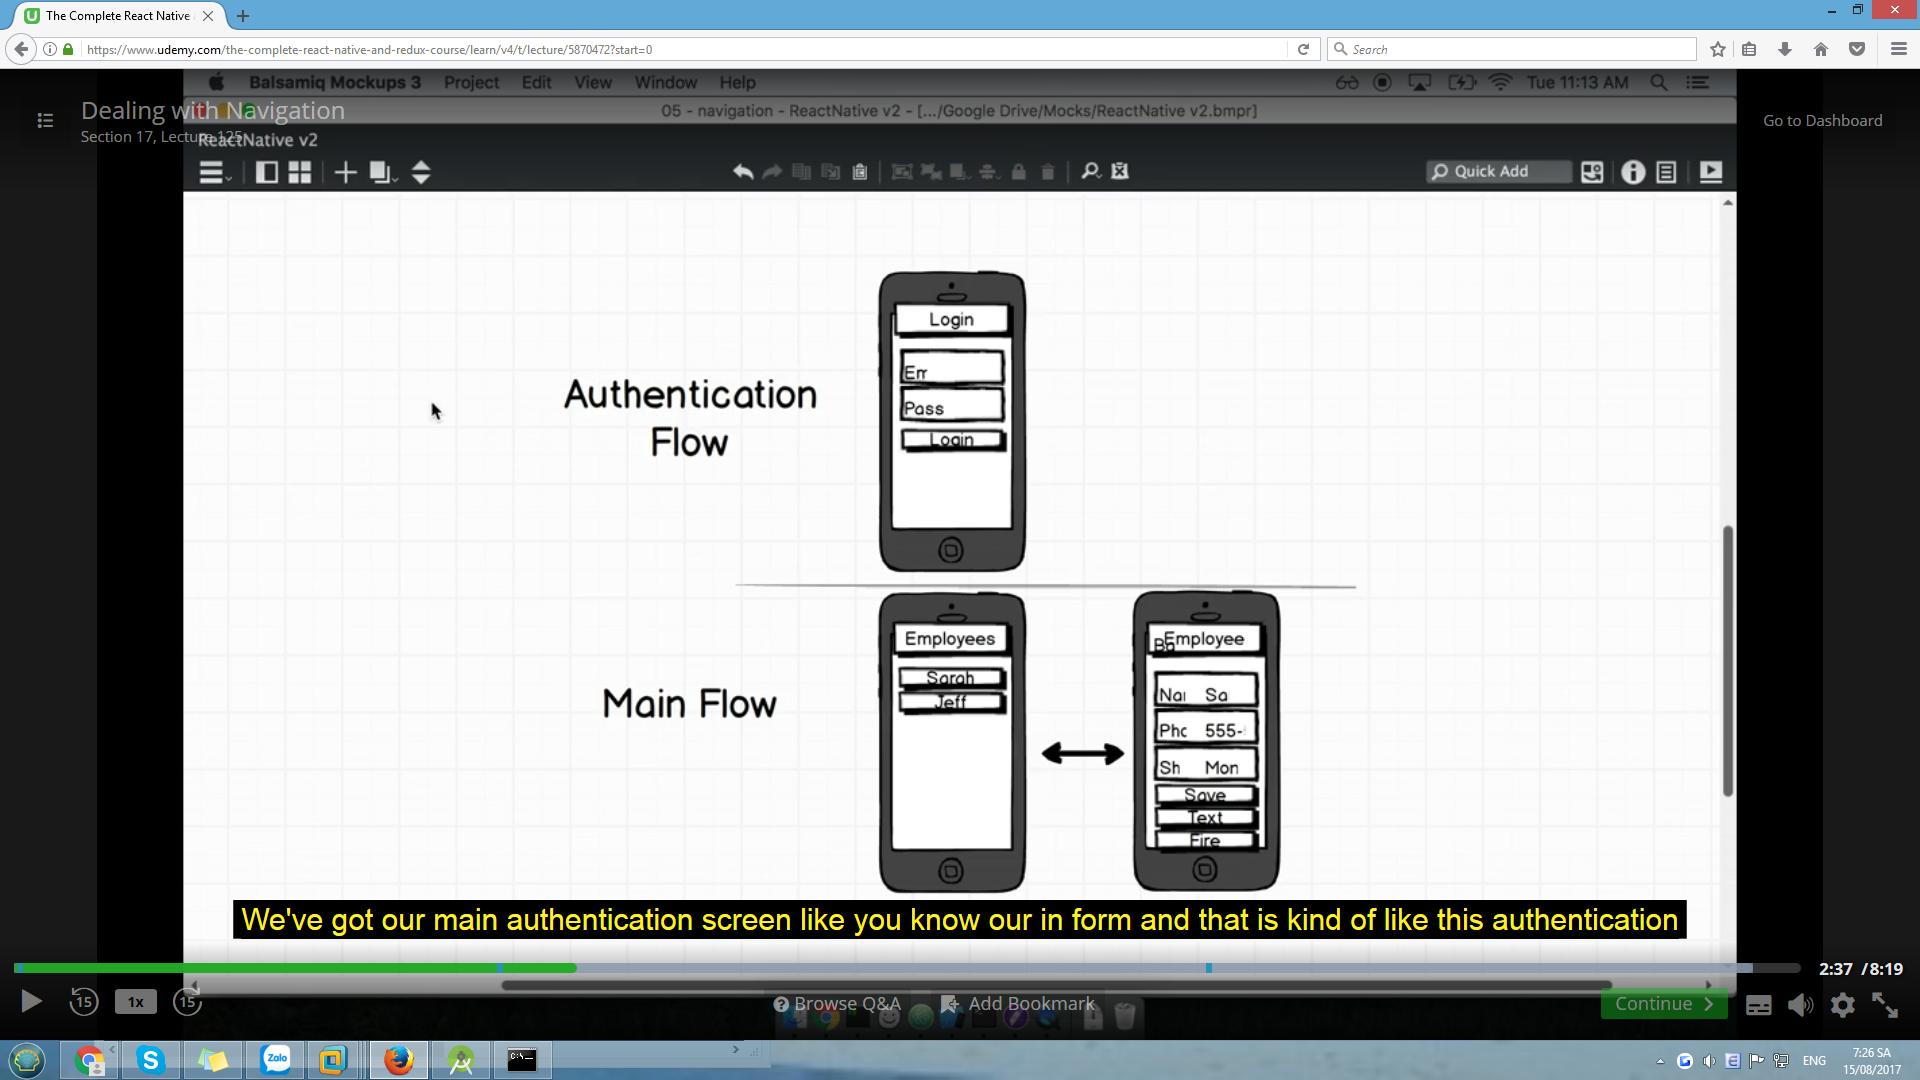 The Complete React Native
https://www.udemy.com/the-complete-react-native-and-redux-course/learn/v4/t/lecture/5870472?start=0
Search
Balsamiq Mockups 3 Project Edit View Window Help
Tue 11:13 AM
Dealing with Navigation
05 - navigation - ReactNative v2 - [.../Google Drive/Mocks/ReactNative v2.bmpr]
Section 17, Lecture 125
Go to Dashboard
ReactNative v2
Quick Add
Login
Err
Pass
Login
Authentication
Flow
Main Flow
Employees
Sarah
Jeff
Employee
Ba
Nai Sa
Phc 555-
Sh Mon
Save
Text
Fire
We've got our main authentication screen like you know our in form and that is kind of like this authentication
2:37 / 8:19
15
1x
15
Browse Q&A
Add Bookmark
Continue
Zalo
C:\._
ENG
7:26 SA
15/08/2017